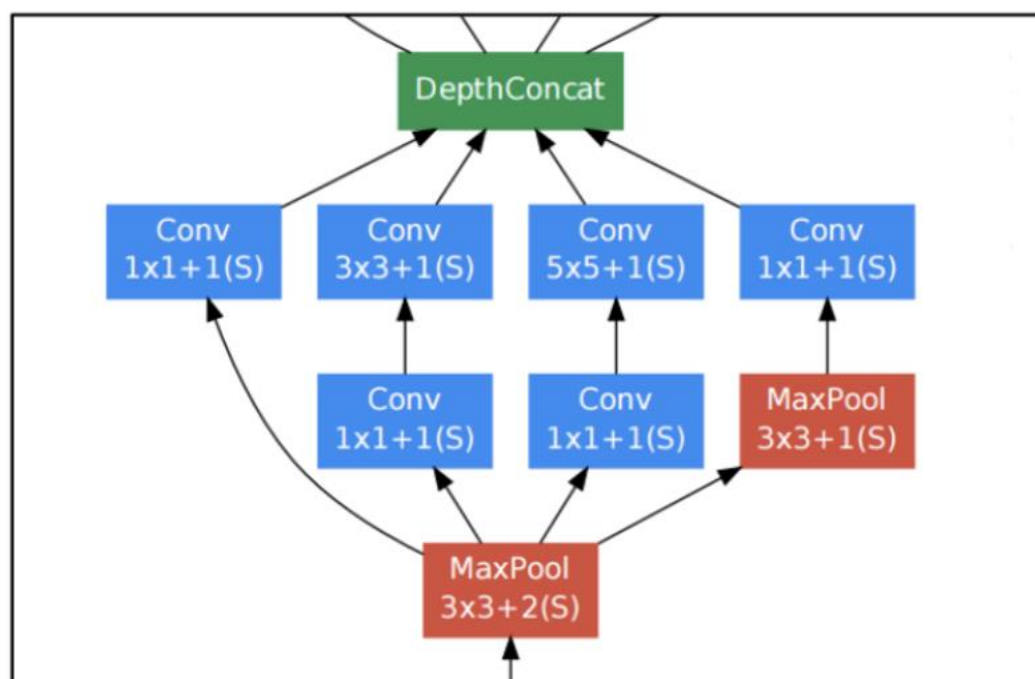 DepthConcat
Conv
1x1+1(S)
Conv
3x3+1(S)
Conv
5x5+1(S)
Conv
1x1+1(S)
Conv
1x1+1(S)
Conv
1x1+1(S)
MaxPool
3x3+1(S)
MaxPool
3x3+2(S)